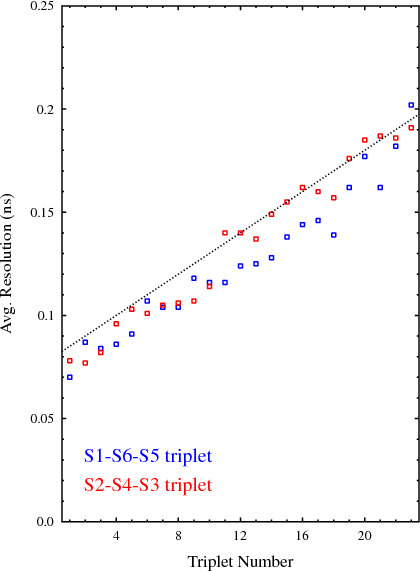 0.25
0.2
0.15
0.1
0.05
0.0
Avg. Resolution (ns)
S1-S6-S5 triplet
S2-S4-S3 triplet
4 8 12 16 20
Triplet Number